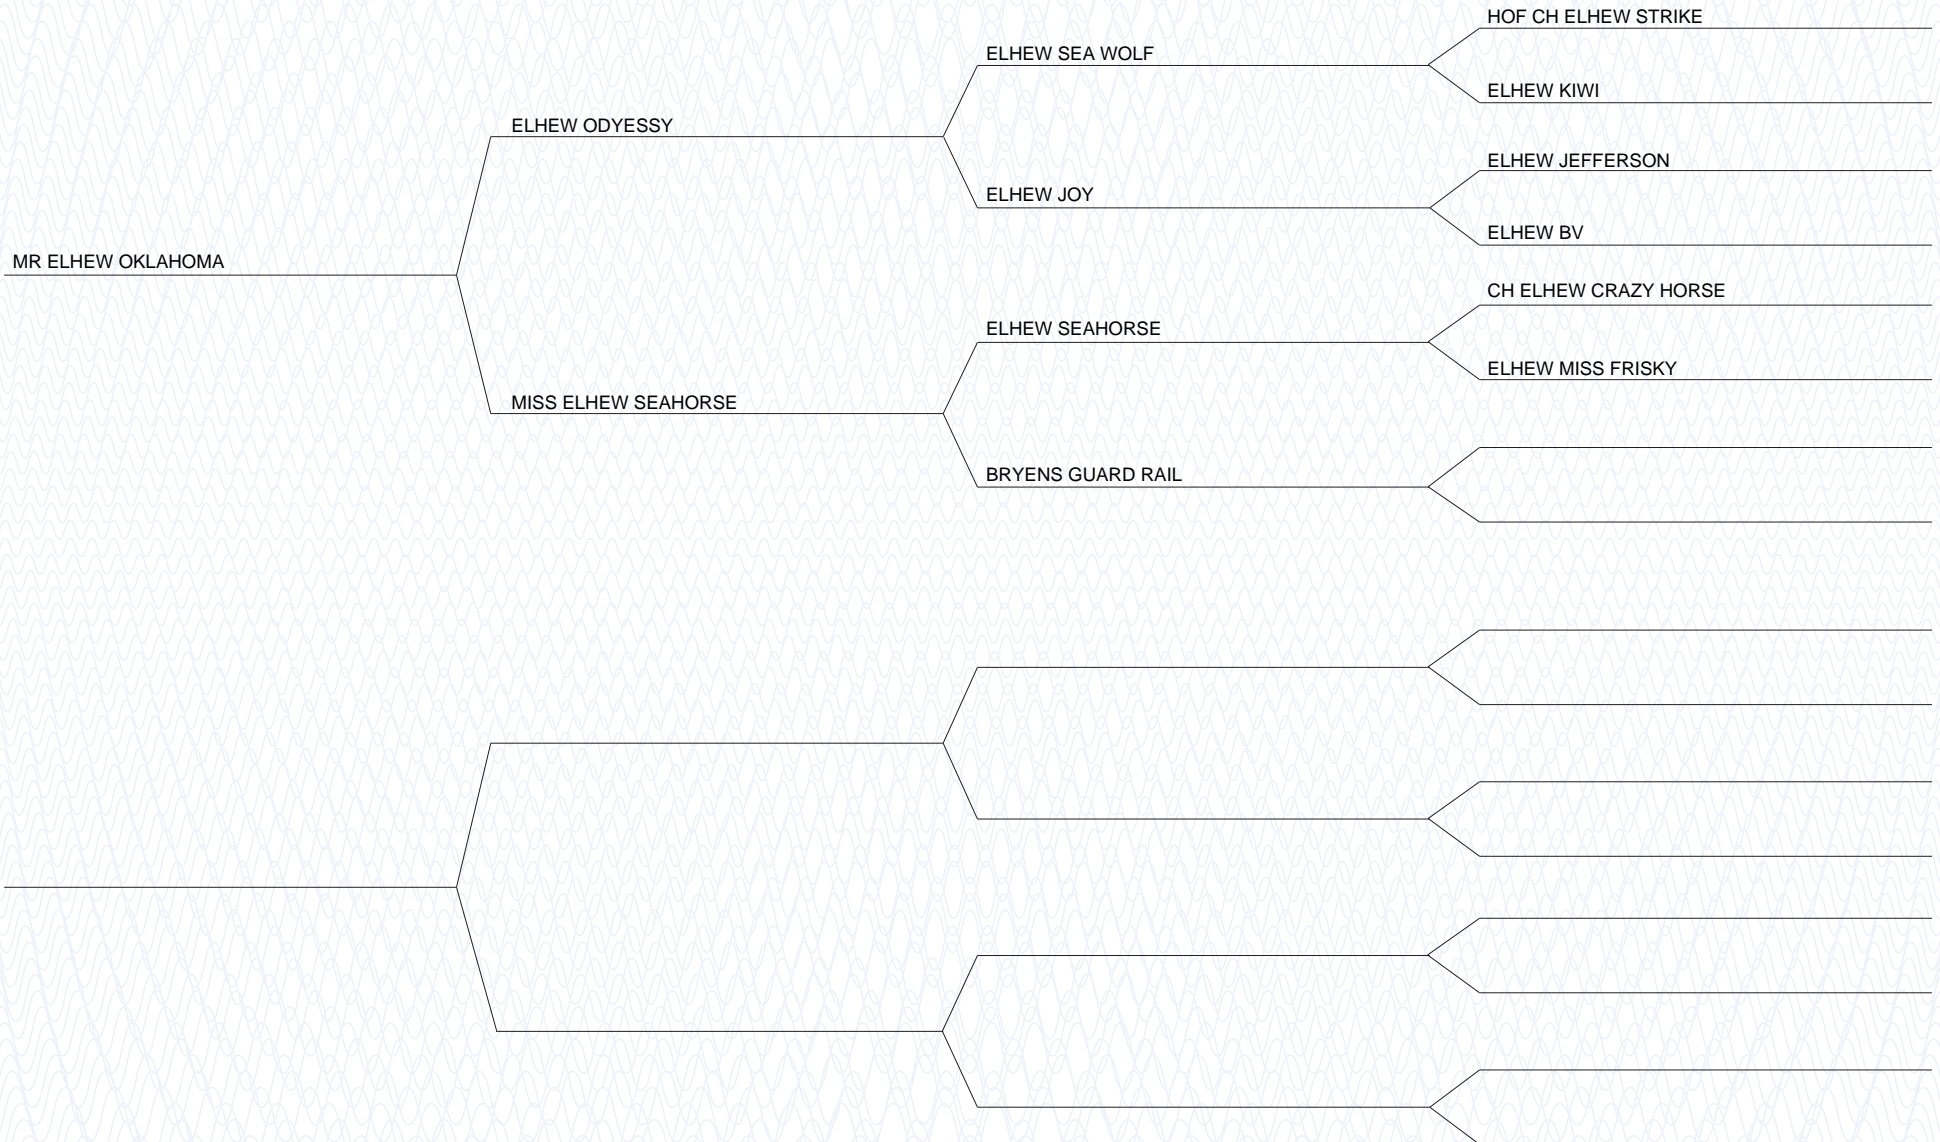 HOF CH ELHEW STRIKE
ELHEW SEA WOLF
ELHEW KIWI
ELHEW ODYESSY
ELHEW JEFFERSON
ELHEW JOY
ELHEW BV
MR ELHEW OKLAHOMA
CH ELHEW CRAZY HORSE
ELHEW SEAHORSE
ELHEW MISS FRISKY
MISS ELHEW SEAHORSE
BRYENS GUARD RAIL